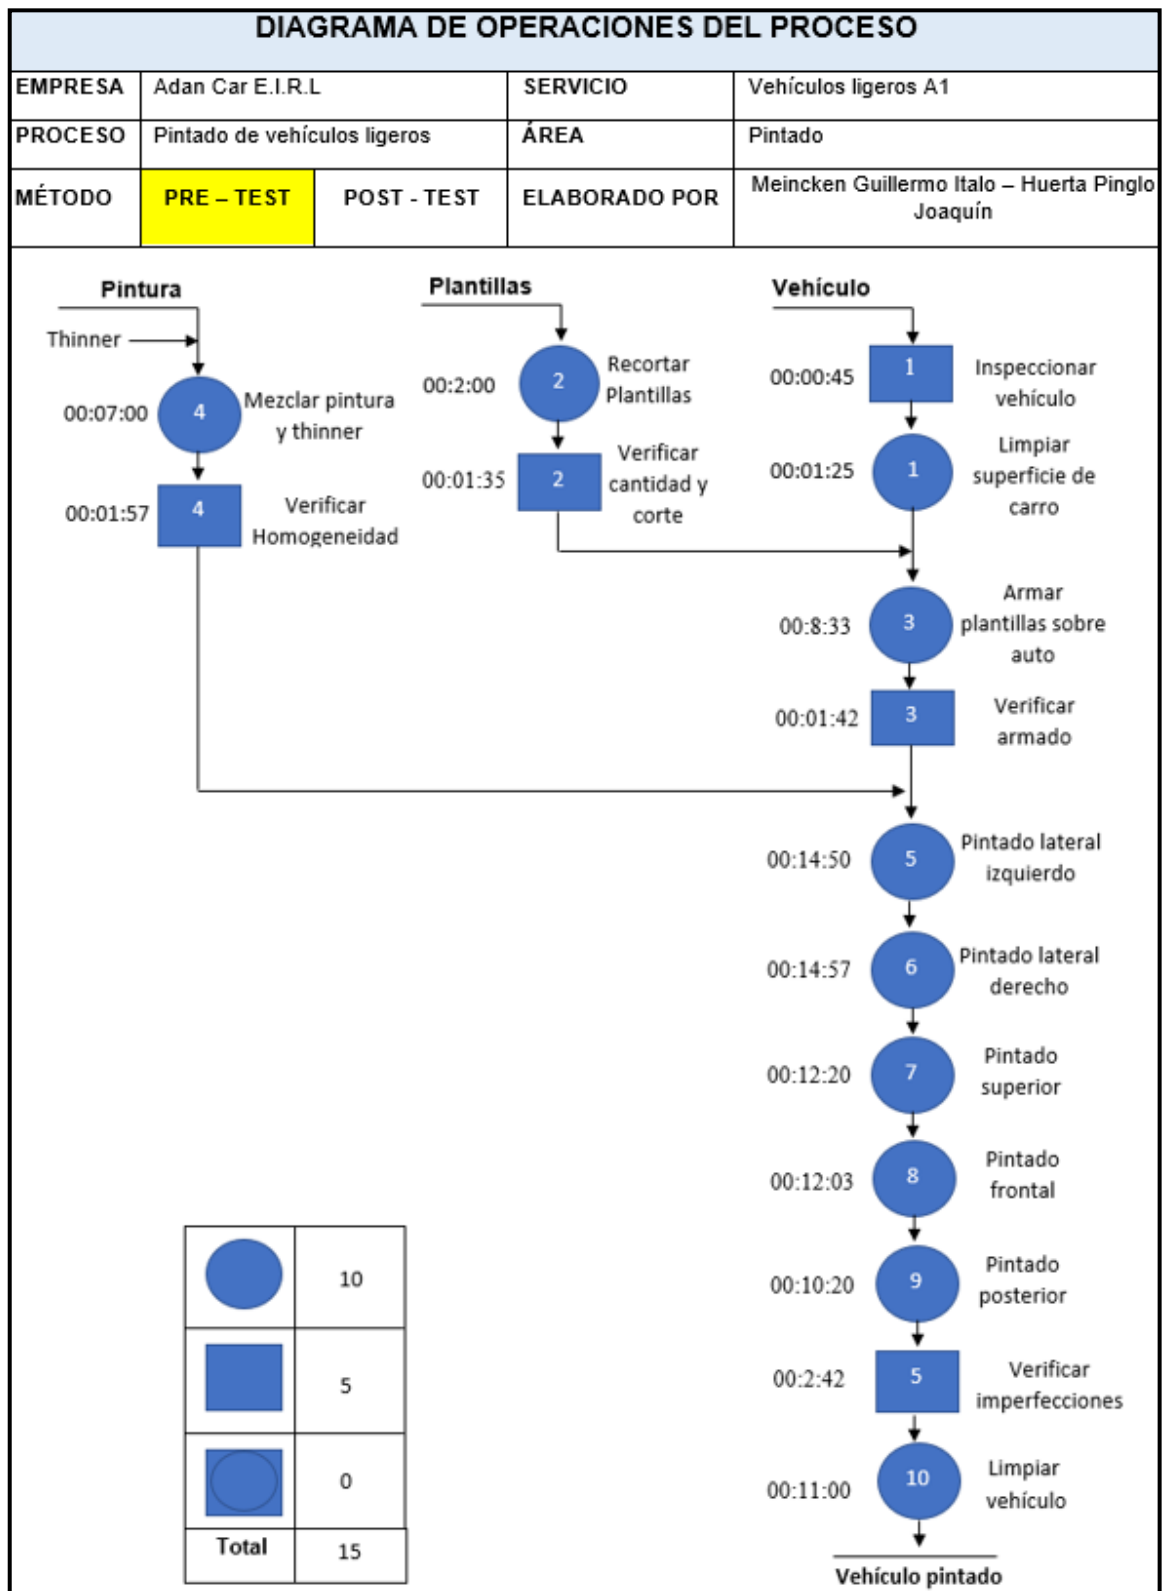 DIAGRAMA DE OPERACIONES DEL PROCESO
EMPRESA Adan Car E.I.R.L SERVICIO Vehículos ligeros A1
PROCESO Pintado de vehículos ligeros ÁREA Pintado
MÉTODO PRE – TEST POST - TEST ELABORADO POR Meincken Guillermo Italo – Huerta Pinglo
Joaquín
Pintura
Thinner
00:07:00 4 Mezclar pintura
y thinner
00:01:57 4 Verificar
Homogeneidad
Plantillas
00:2:00 2 Recortar
Plantillas
00:01:35 2 Verificar
cantidad y
corte
Vehículo
00:00:45 1 Inspeccionar
vehículo
00:01:25 1 Limpiar
superficie de
carro
00:8:33 3 Armar
plantillas sobre
auto
00:01:42 3 Verificar
armado
00:14:50 5 Pintado lateral
izquierdo
00:14:57 6 Pintado lateral
derecho
00:12:20 7 Pintado
superior
00:12:03 8 Pintado
frontal
00:10:20 9 Pintado
posterior
00:2:42 5 Verificar
imperfecciones
00:11:00 10 Limpiar
vehículo
Vehículo pintado
10
5
0
Total 15